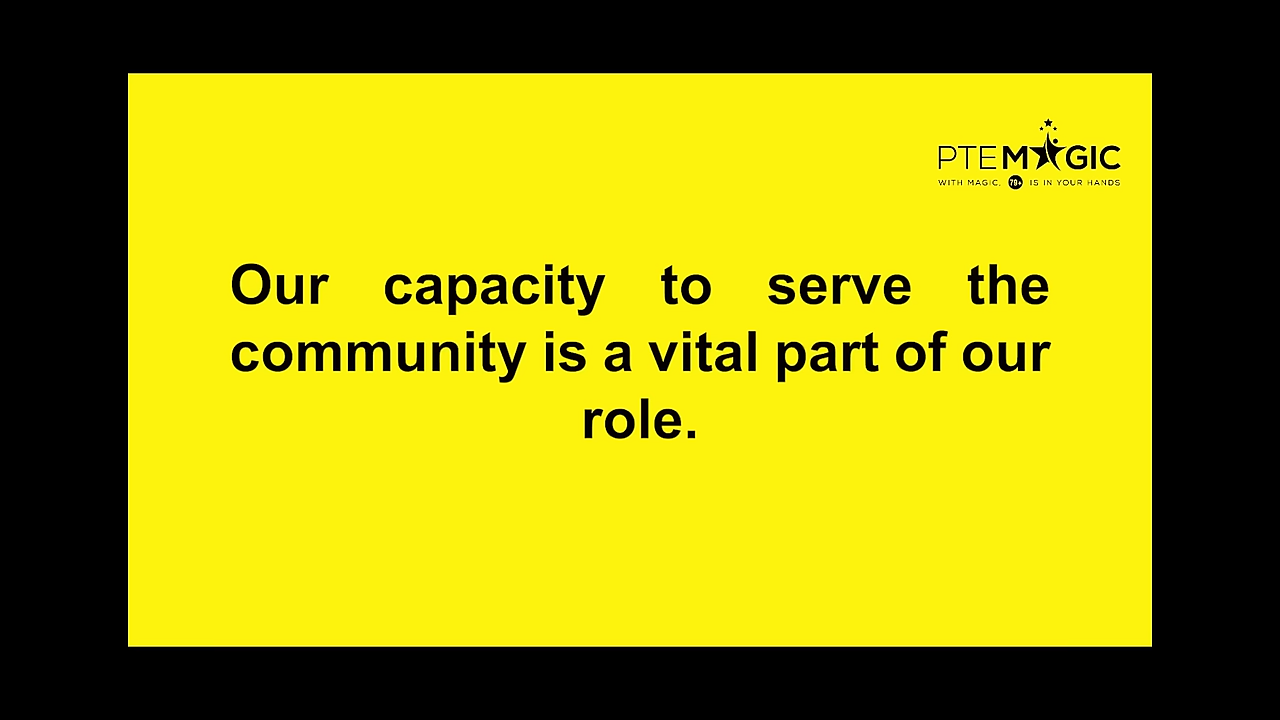 PTEMAGIC
WITH MAGIC, 79+ IS IN YOUR HANDS
Our capacity to serve the
community is a vital part of our
role.